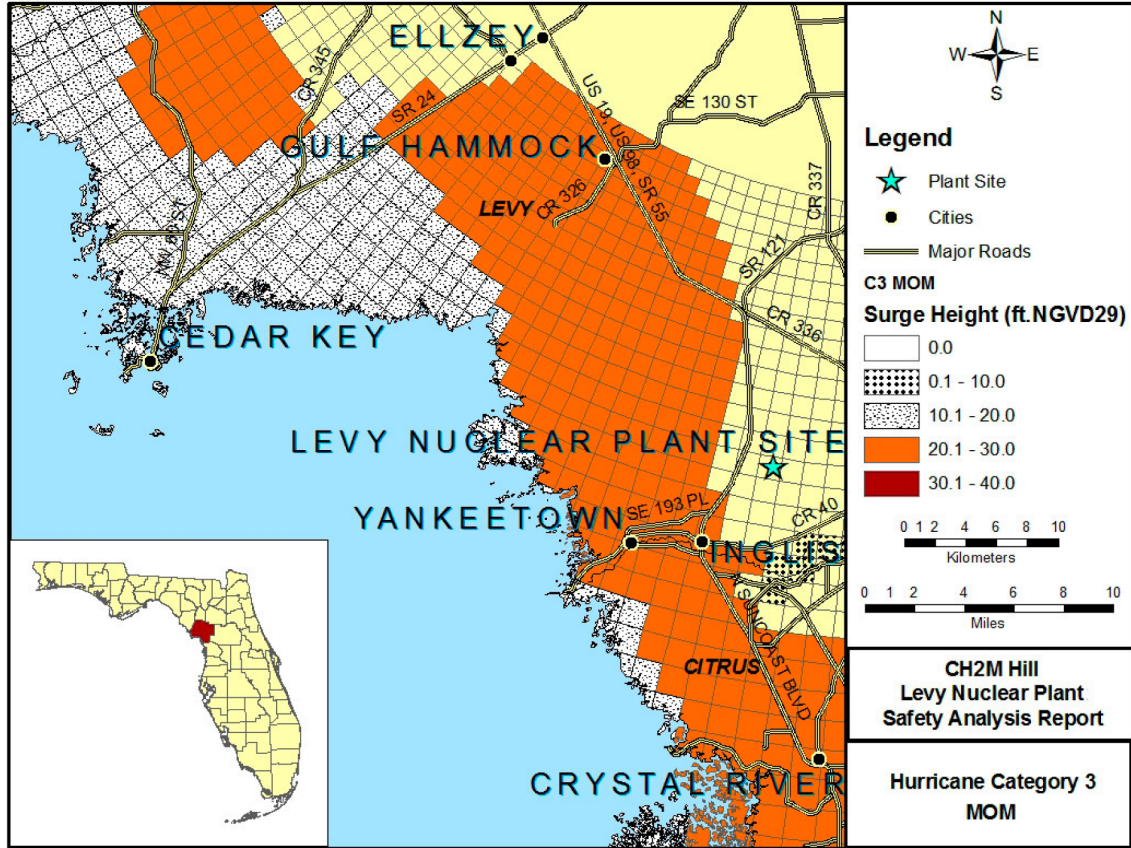 ELLZEY
CR 345
SR 24
US 19, US 98, SR 55
SE 130 ST
GULF HAMMOCK
LEVY
CR 326
CR 337
SR 121
CR 336
CEDAR KEY
LEVY NUCLEAR PLANT SITE
SE 193 PL
CR 40
YANKEETOWN
INGLIS
N SUNCOAST BLVD
CITRUS
CRYSTAL RIVER
N
W E
S
Legend
Plant Site
Cities
Major Roads
C3 MOM
Surge Height (ft.NGVD29)
0.0
0.1 - 10.0
10.1 - 20.0
20.1 - 30.0
30.1 - 40.0
0 1 2 4 6 8 10
Kilometers
0 1 2 4 6 8 10
Miles
CH2M Hill
Levy Nuclear Plant
Safety Analysis Report
Hurricane Category 3
MOM